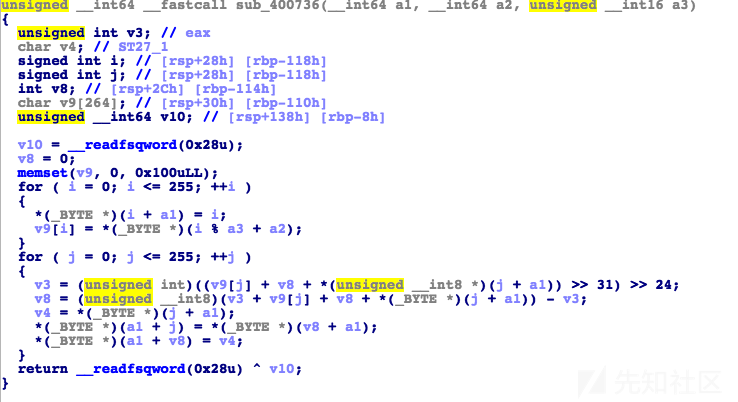 unsigned __int64 __fastcall sub_400736(__int64 a1, __int64 a2, unsigned __int16 a3)
{
  unsigned int v3; // eax
  char v4; // ST27_1
  signed int i; // [rsp+28h] [rbp-118h]
  signed int j; // [rsp+28h] [rbp-118h]
  int v8; // [rsp+2Ch] [rbp-114h]
  char v9[264]; // [rsp+30h] [rbp-110h]
  unsigned __int64 v10; // [rsp+138h] [rbp-8h]

  v10 = __readfsqword(0x28u);
  v8 = 0;
  memset(v9, 0, 0x100uLL);
  for ( i = 0; i <= 255; ++i )
  {
    *(_BYTE *)(i + a1) = i;
    v9[i] = *(_BYTE *)(i % a3 + a2);
  }
  for ( j = 0; j <= 255; ++j )
  {
    v3 = (unsigned int)((v9[j] + v8 + *(unsigned __int8 *)(j + a1)) >> 31) >> 24;
    v8 = (unsigned __int8)(v3 + v9[j] + v8 + *(_BYTE *)(j + a1)) - v3;
    v4 = *(_BYTE *)(j + a1);
    *(_BYTE *)(a1 + j) = *(_BYTE *)(v8 + a1);
    *(_BYTE *)(a1 + v8) = v4;
  }
  return __readfsqword(0x28u) ^ v10;
}
先知社区